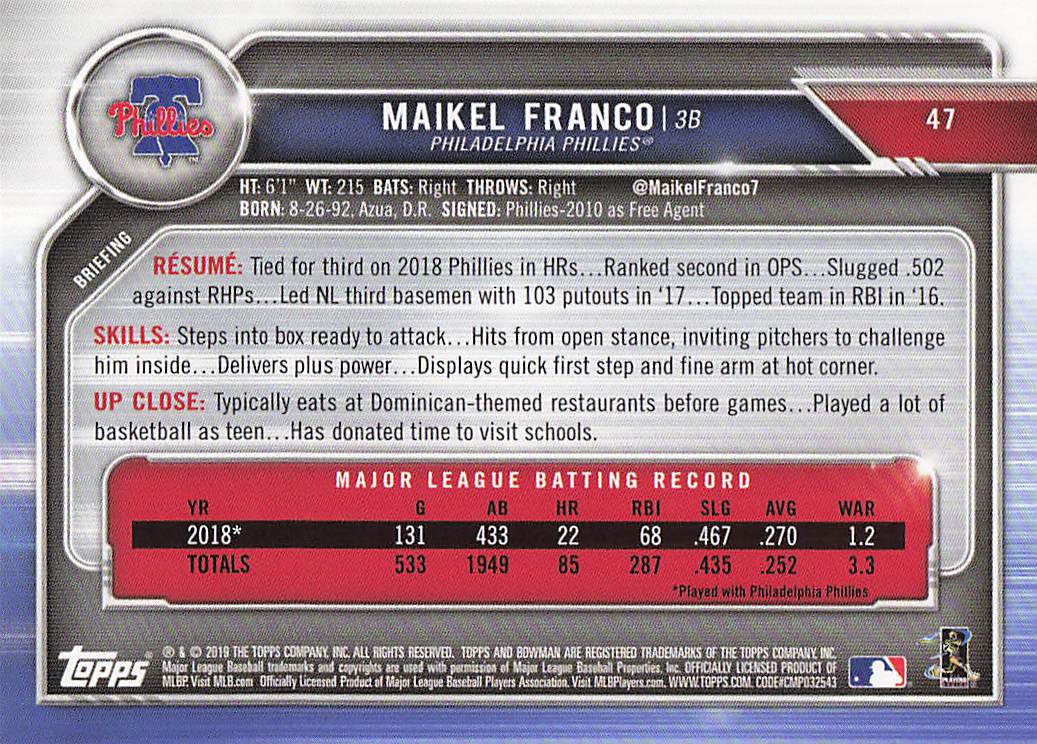 Phillies
TM
MAIKEL FRANCO | 3B
PHILADELPHIA PHILLIES®
47
HT: 6'1" WT: 215 BATS: Right THROWS: Right @MaikelFranco7
BORN: 8-26-92, Azua, D.R. SIGNED: Phillies-2010 as Free Agent
BRIEFING
RÉSUMÉ: Tied for third on 2018 Phillies in HRs...Ranked second in OPS...Slugged .502
against RHPs...Led NL third basemen with 103 putouts in '17...Topped team in RBI in '16.
SKILLS: Steps into box ready to attack...Hits from open stance, inviting pitchers to challenge
him inside...Delivers plus power...Displays quick first step and fine arm at hot corner.
UP CLOSE: Typically eats at Dominican-themed restaurants before games...Played a lot of
basketball as teen...Has donated time to visit schools.
MAJOR LEAGUE BATTING RECORD
YR G AB HR RBI SLG AVG WAR
2018* 131 433 22 68 .467 .270 1.2
TOTALS 533 1949 85 287 .435 .252 3.3
*Played with Philadelphia Phillies
Topps®
® & © 2019 THE TOPPS COMPANY, INC. ALL RIGHTS RESERVED. TOPPS AND BOWMAN ARE REGISTERED TRADEMARKS OF THE TOPPS COMPANY, INC.
Major League Baseball trademarks and copyrights are used with permission of Major League Baseball Properties, Inc. OFFICIALLY LICENSED PRODUCT OF
MLBP. Visit MLB.com Officially Licensed Product of Major League Baseball Players Association. Visit MLBPlayers.com. WWW.TOPPS.COM. CODE#CMP032543